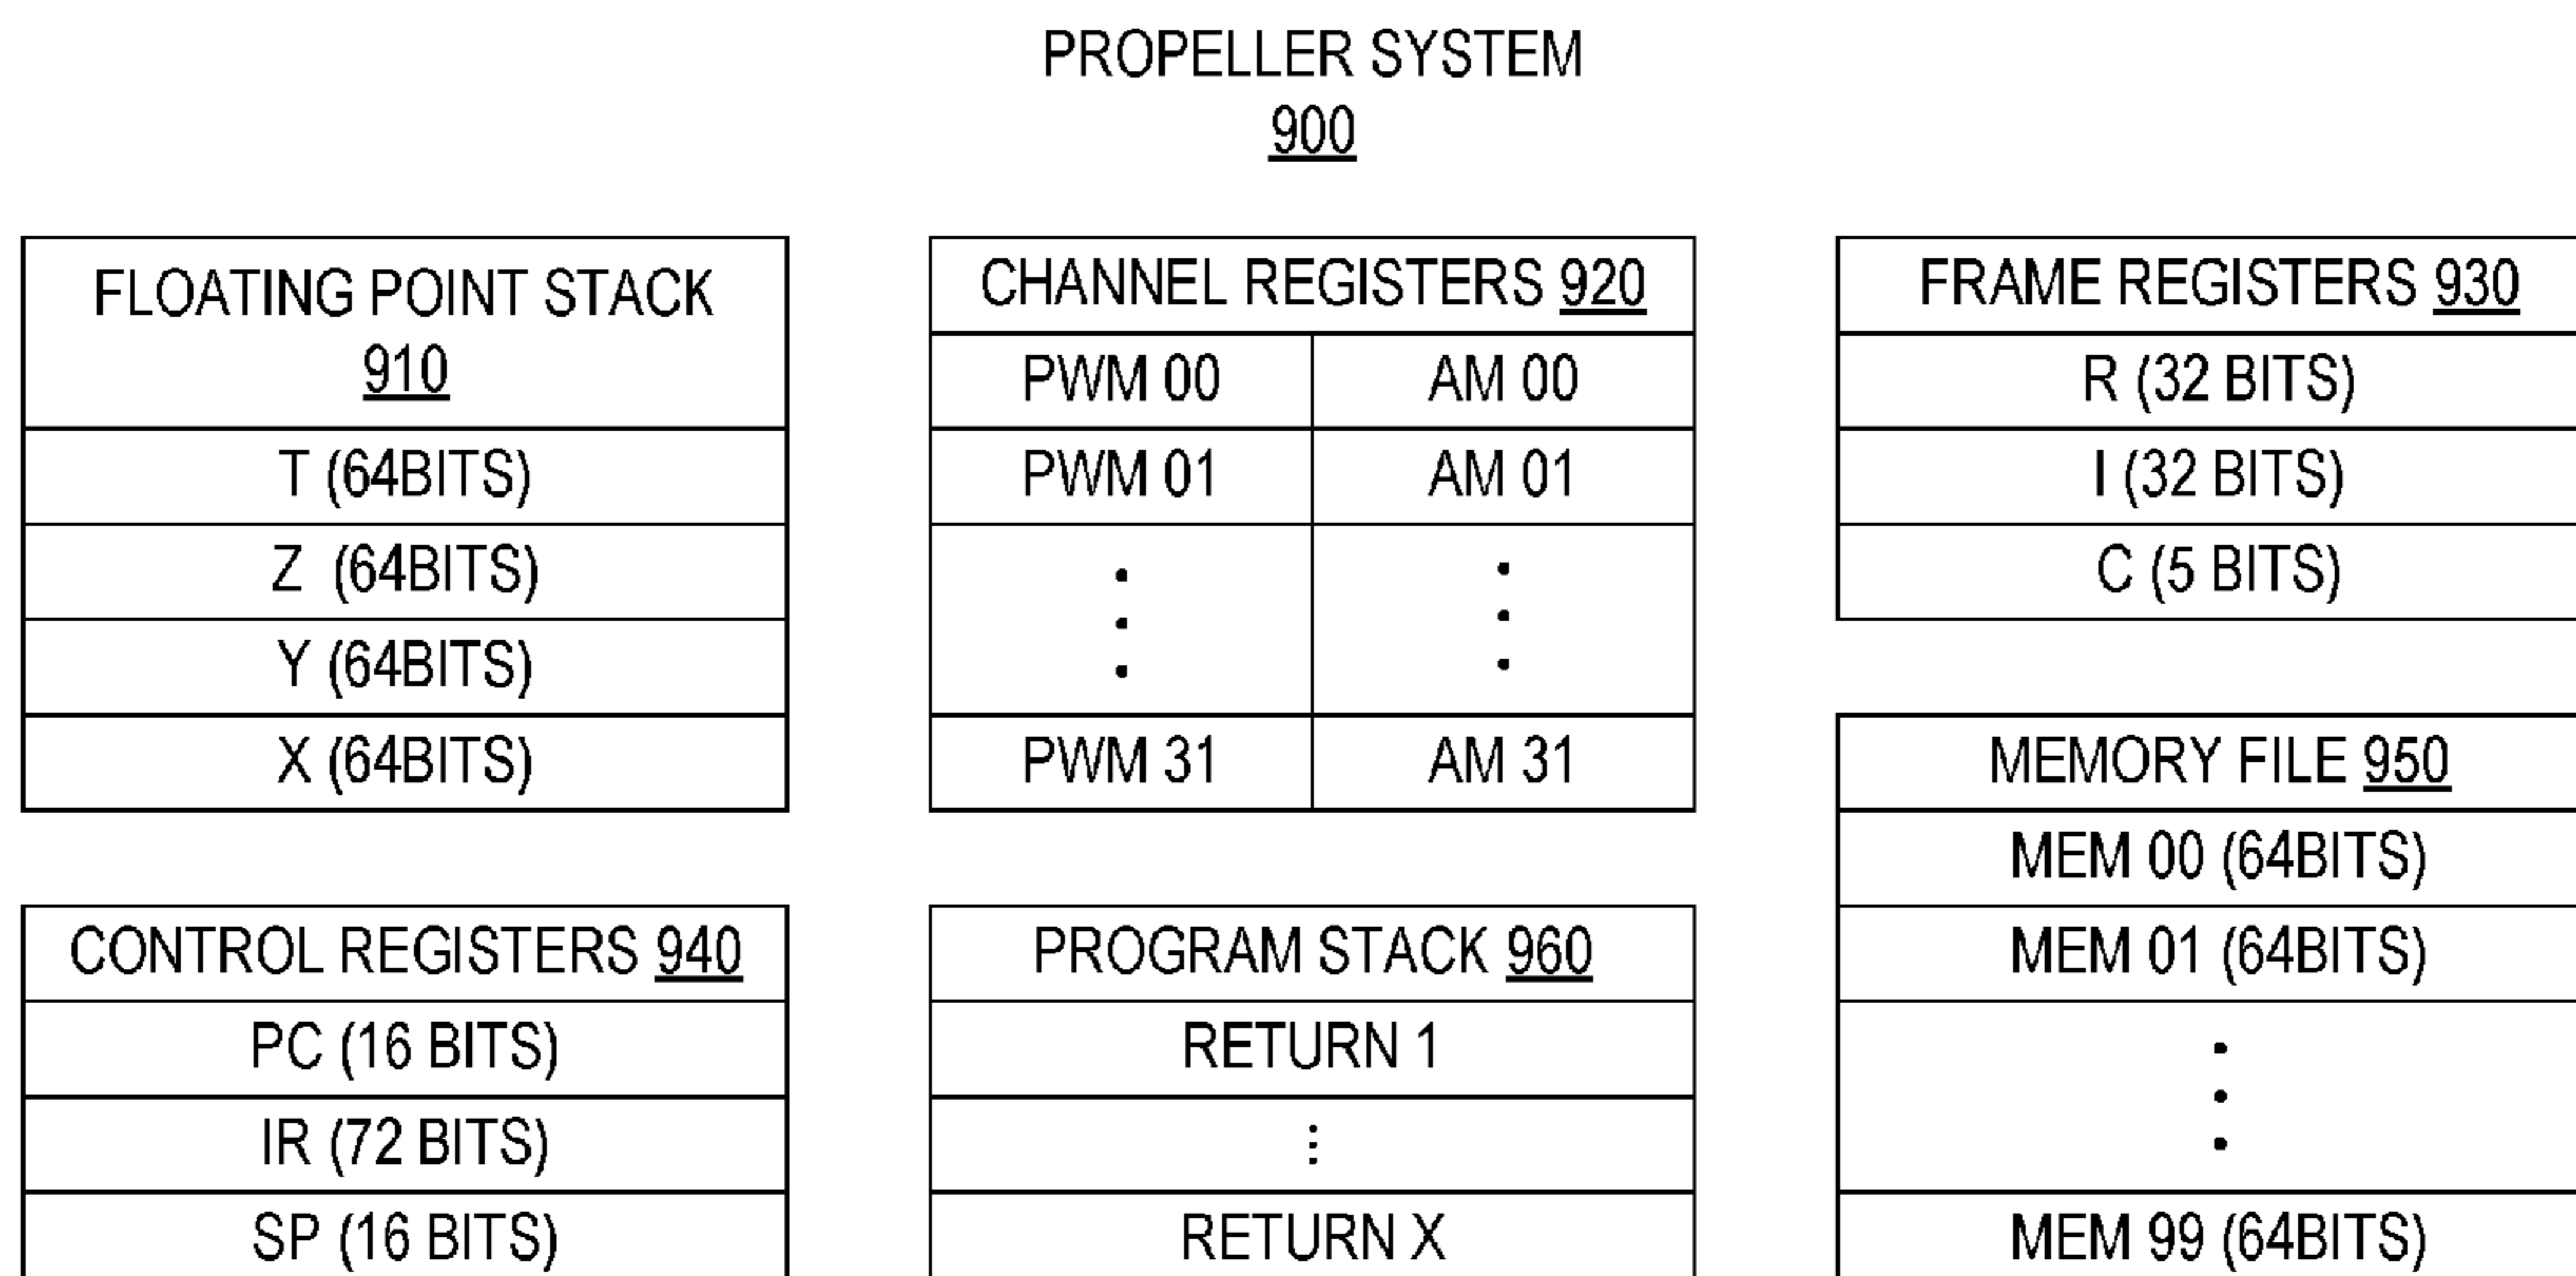 PROPELLER SYSTEM
900
FLOATING POINT STACK
910
T (64BITS)
Z (64BITS)
Y (64BITS)
X (64BITS)
CHANNEL REGISTERS 920
PWM 00 AM 00
PWM 01 AM 01
PWM 31 AM 31
FRAME REGISTERS 930
R (32 BITS)
I (32 BITS)
C (5 BITS)
CONTROL REGISTERS 940
PC (16 BITS)
IR (72 BITS)
SP (16 BITS)
PROGRAM STACK 960
RETURN 1
RETURN X
MEMORY FILE 950
MEM 00 (64BITS)
MEM 01 (64BITS)
MEM 99 (64BITS)